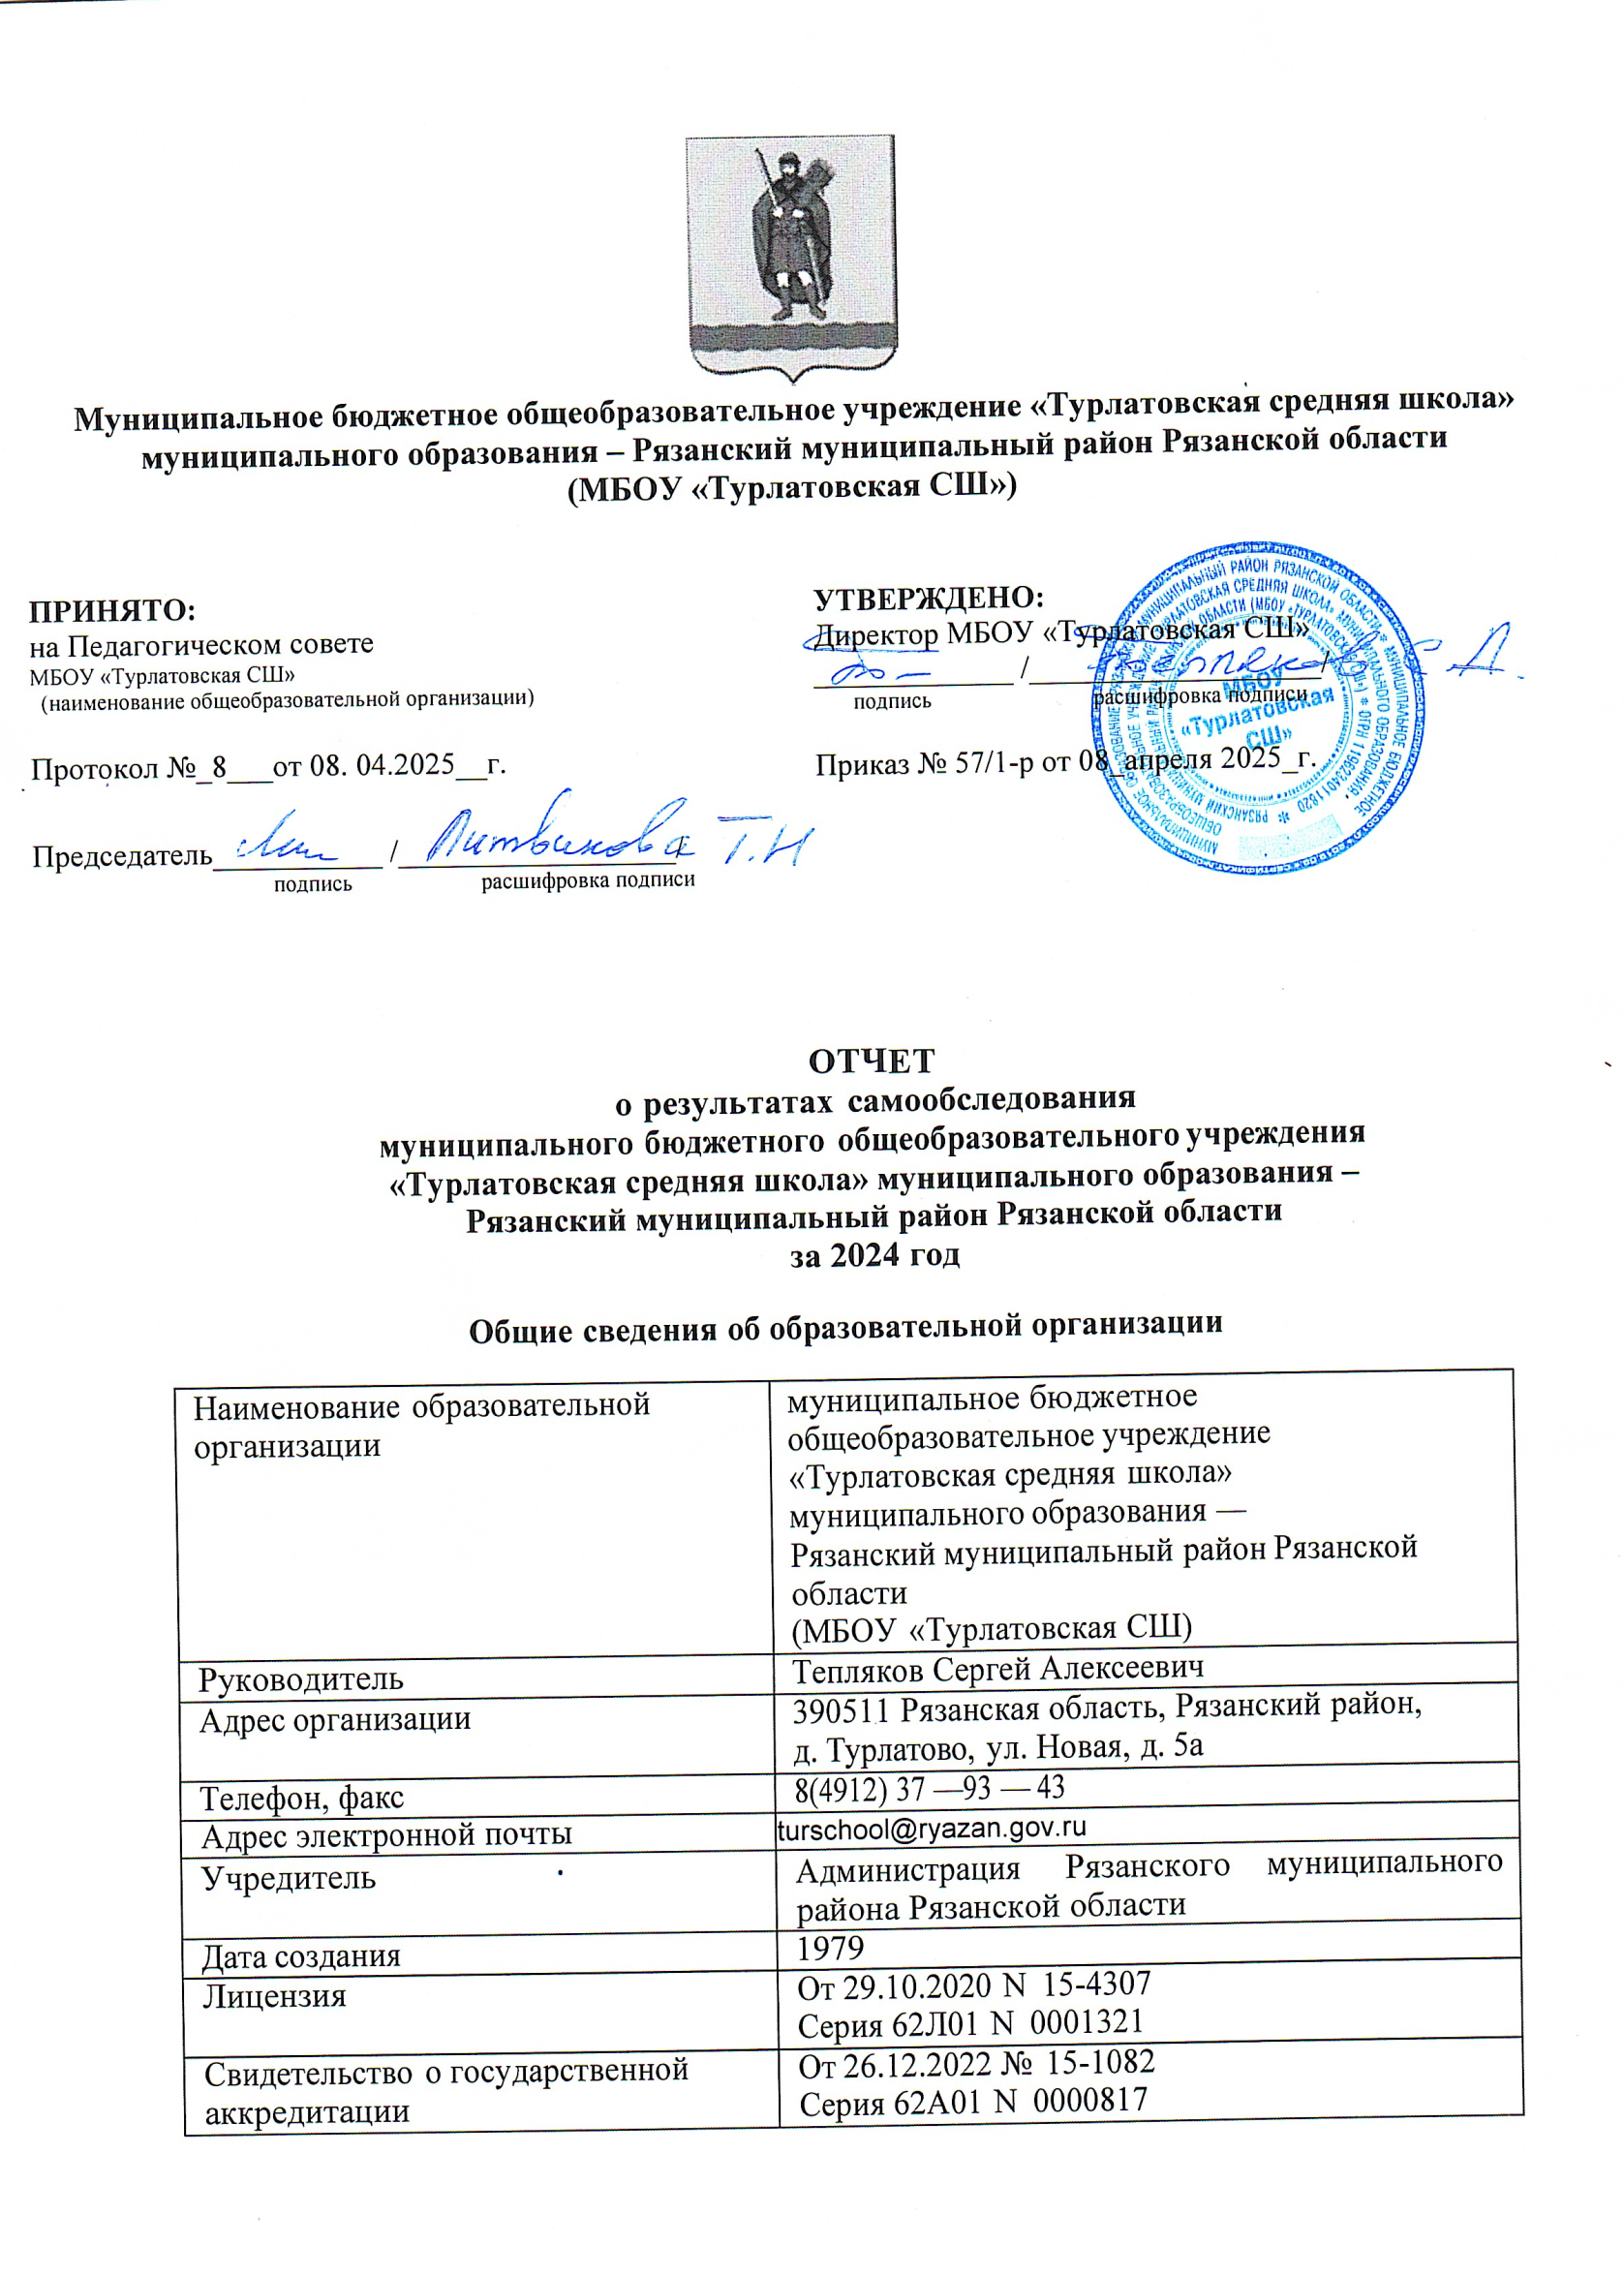 Муниципальное бюджетное общеобразовательное учреждение «Турлатовская средняя школа»
муниципального образования – Рязанский муниципальный район Рязанской области
(МБОУ «Турлатовская СШ»)
ПРИНЯТО:
на Педагогическом совете
МБОУ «Турлатовская СШ»
(наименование общеобразовательной организации)
Протокол №_8___от 08. 04.2025__г.
Председатель___________ /__________________/
Литвинова Т.Н
подпись расшифровка подписи
УТВЕРЖДЕНО:
Директор МБОУ «Турлатовская СШ»
_____________ /___________________/
подпись расшифровка подписи
Приказ № 57/1-р от 08_апреля 2025_г.
МБОУ
«Турлатовская
СШ»
ОТЧЕТ
о результатах самообследования
муниципального бюджетного общеобразовательного учреждения
«Турлатовская средняя школа» муниципального образования –
Рязанский муниципальный район Рязанской области
за 2024 год
Общие сведения об образовательной организации
Наименование образовательной
организации
муниципальное бюджетное
общеобразовательное учреждение
«Турлатовская средняя школа»
муниципального образования —
Рязанский муниципальный район Рязанской
области
(МБОУ «Турлатовская СШ)
Руководитель
Тепляков Сергей Алексеевич
Адрес организации
390511 Рязанская область, Рязанский район,
д. Турлатово, ул. Новая, д. 5а
Телефон, факс
8(4912) 37 —93 — 43
Адрес электронной почты
turschool@ryazan.gov.ru
Учредитель
Администрация Рязанского муниципального
района Рязанской области
Дата создания
1979
Лицензия
От 29.10.2020 N 15-4307
Серия 62Л01 N 0001321
Свидетельство о государственной
аккредитации
От 26.12.2022 № 15-1082
Серия 62А01 N 0000817